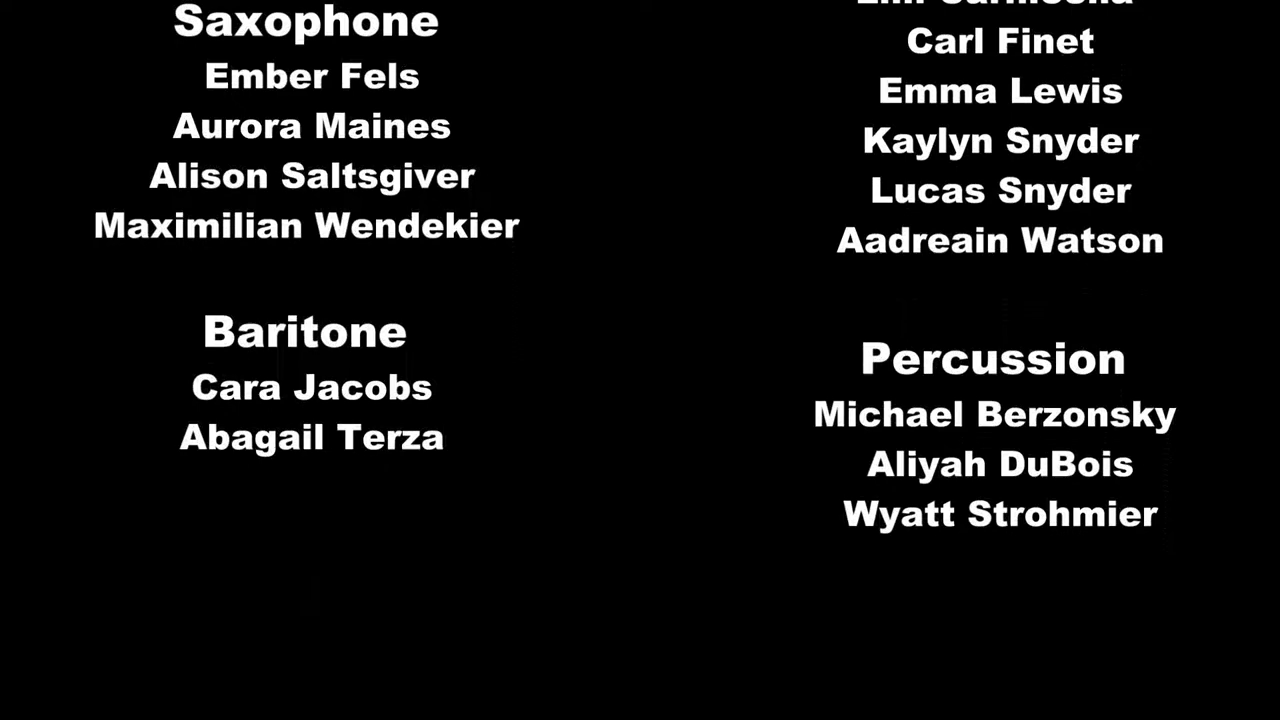 Saxophone
Ember Fels
Aurora Maines
Alison Saltsgiver
Maximilian Wendekier
Baritone
Cara Jacobs
Abagail Terza
Carl Finet
Emma Lewis
Kaylyn Snyder
Lucas Snyder
Aadreain Watson
Percussion
Michael Berzonsky
Aliyah DuBois
Wyatt Strohmier